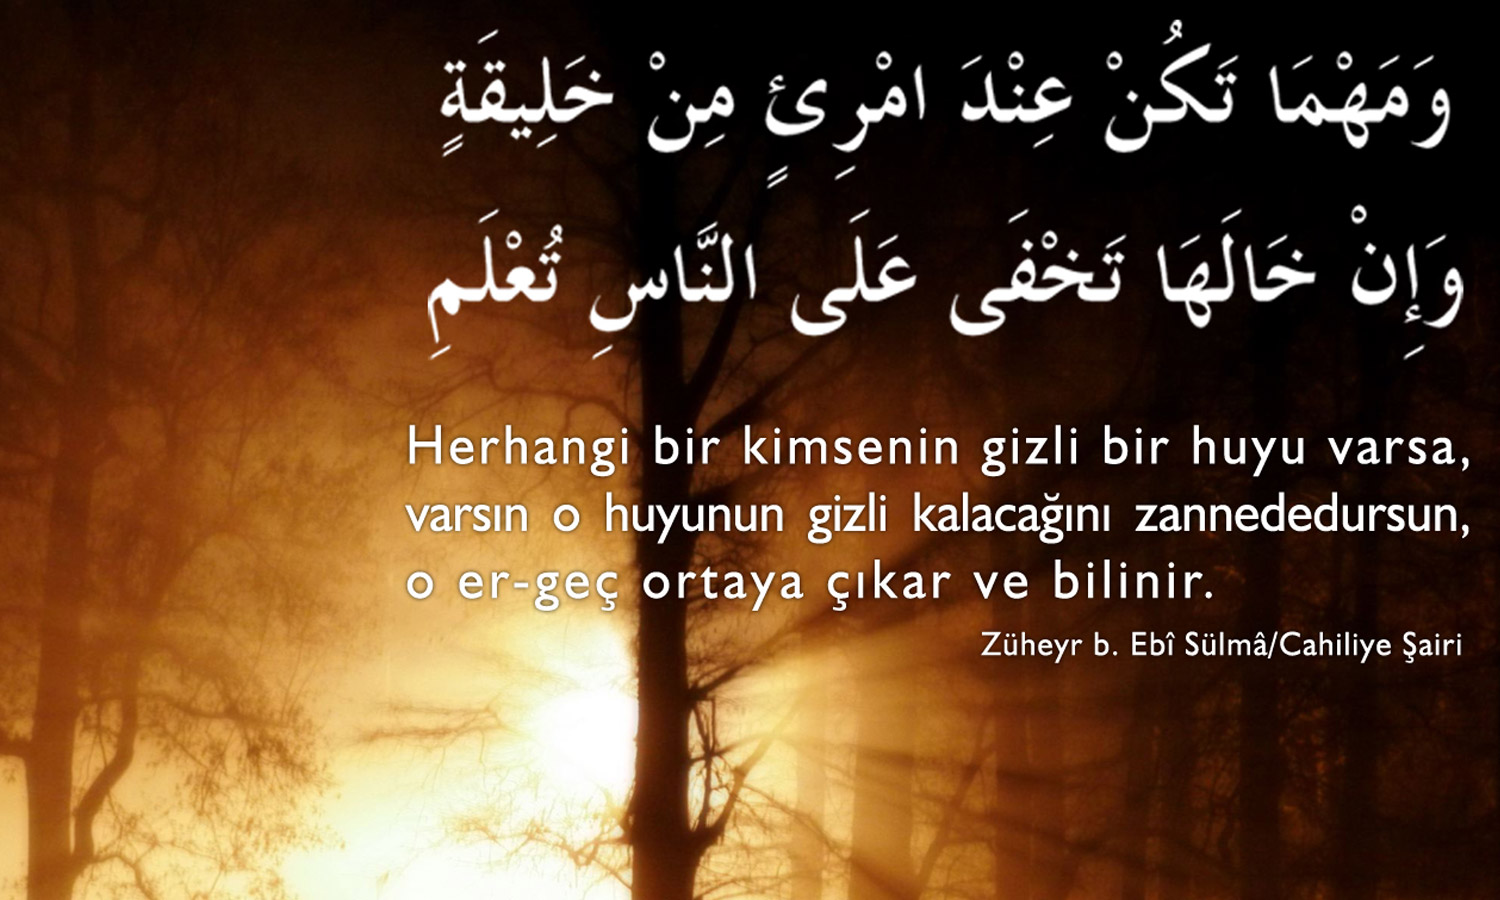 وَمَهْمَا تَكُنْ عِنْدَ امْرِئٍ مِنْ خَلِيقَةٍ
وَإِنْ خَالَهَا تَخْفَى عَلَى النَّاسِ تُعْلَمِ
Herhangi bir kimsenin gizli bir huyu varsa,
varsın o huyunun gizli kalacağını zannededursun,
o er-geç ortaya çıkar ve bilinir.
Züheyr b. Ebî Sülmâ/Cahiliye Şairi